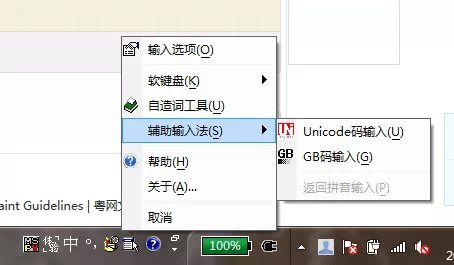 输入选项(O)
软键盘(K)
自造词工具(U)
辅助输入法(S)
Unicode码输入(U)
帮助(H)
GB码输入(G)
关于(A)...
返回拼音输入(P)
aint Guidelines | 粤网文
取消
中
100%